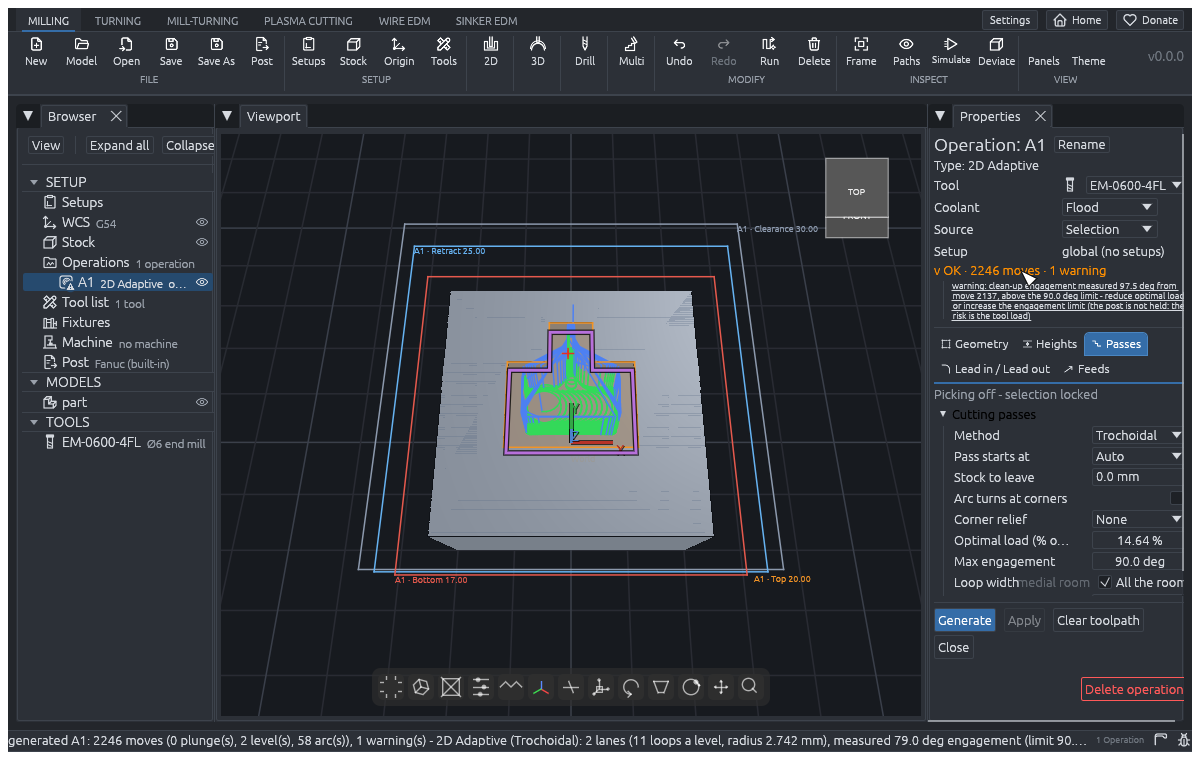 MILLING TURNING MILL-TURNING PLASMA CUTTING WIRE EDM SINKER EDM Settings Home Donate
New Model Open Save Save As Post Setups Stock Origin Tools 2D 3D Drill Multi Undo Redo Run Delete Frame Paths Simulate Deviate Panels Theme v0.0.0
FILE SETUP MODIFY INSPECT VIEW
Browser
View Expand all Collapse
SETUP
Setups
WCS G54
Stock
Operations 1 operation
A1 2D Adaptive o...
Tool list 1 tool
Fixtures
Machine no machine
Post Fanuc (built-in)
MODELS
part
TOOLS
EM-0600-4FL Ø6 end mill
Viewport
TOP
A1 - Clearance 30.00
A1 - Retract 25.00
Y
Z
X
A1 - Bottom 17.00
A1 - Top 20.00
Properties
Operation: A1 Rename
Type: 2D Adaptive
Tool EM-0600-4FL
Coolant Flood
Source Selection
Setup global (no setups)
v OK · 2246 moves · 1 warning
warning: clean-up engagement measured 97.5 deg from
move 2137, above the 90.0 deg limit - reduce optimal load
or increase the engagement limit (the post is not held: the
risk is the tool load)
Geometry Heights Passes
Lead in / Lead out Feeds
Picking off - selection locked
Cutting passes
Method Trochoidal
Pass starts at Auto
Stock to leave 0.0 mm
Arc turns at corners
Corner relief None
Optimal load (% o... 14.64 %
Max engagement 90.0 deg
Loop width medial room All the room
Generate Apply Clear toolpath
Close
Delete operation
generated A1: 2246 moves (0 plunge(s), 2 level(s), 58 arc(s)), 1 warning(s) - 2D Adaptive (Trochoidal): 2 lanes (11 loops a level, radius 2.742 mm), measured 79.0 deg engagement (limit 90.... 1 Operation